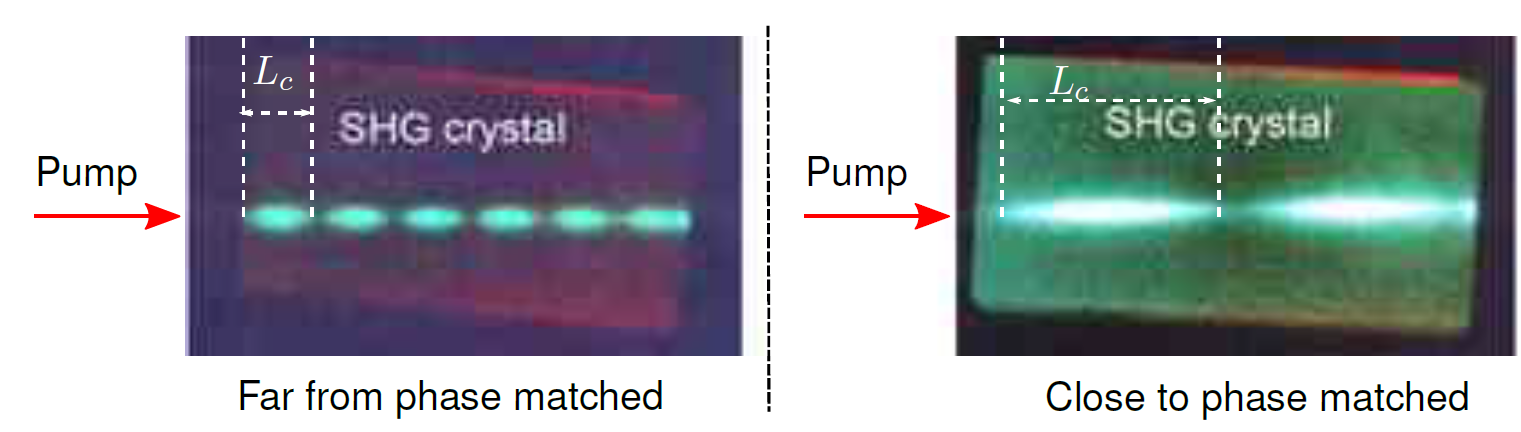 L_c
SHG crystal
Pump
Far from phase matched
L_c
SHG crystal
Pump
Close to phase matched